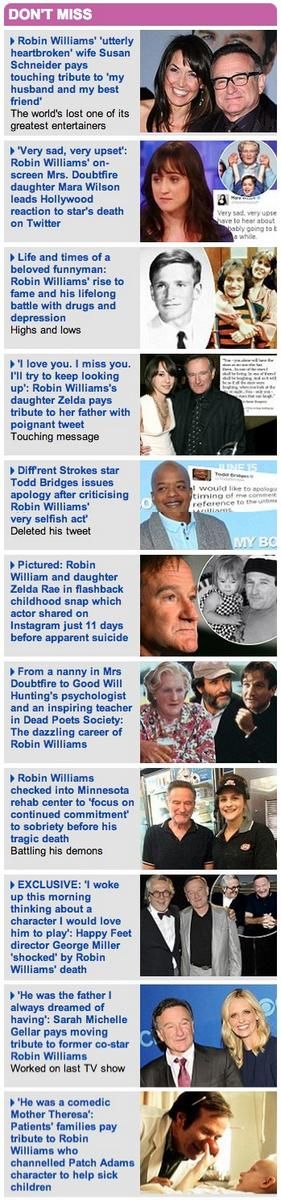 DON'T MISS
Robin Williams' 'utterly
heartbroken' wife Susan
Schneider pays
touching tribute to 'my
husband and my best
friend'
The world's lost one of its
greatest entertainers
'Very sad, very upset':
Robin Williams' on-
screen Mrs. Doubtfire
daughter Mara Wilson
leads Hollywood
reaction to star's death
on Twitter
Very sad, very upse
have to hear about
bably going to b
a while.
Life and times of a
beloved funnyman:
Robin Williams' rise to
fame and his lifelong
battle with drugs and
depression
Highs and lows
'I love you. I miss you.
I'll try to keep looking
up': Robin Williams's
daughter Zelda pays
tribute to her father with
poignant tweet
Touching message
Diff'rent Strokes star
Todd Bridges issues
apology after criticising
Robin Williams'
'very selfish act'
Deleted his tweet
JUNE 15
Todd Bridges
I would like to apologi
timing of me comment
reference to the untim
Williams.
MY BO
Pictured: Robin
William and daughter
Zelda Rae in flashback
childhood snap which
actor shared on
Instagram just 11 days
before apparent suicide
From a nanny in Mrs
Doubtfire to Good Will
Hunting's psychologist
and an inspiring teacher
in Dead Poets Society:
The dazzling career of
Robin Williams
Robin Williams
checked into Minnesota
rehab center to 'focus on
continued commitment'
to sobriety before his
tragic death
Battling his demons
EXCLUSIVE: 'I woke
up this morning
thinking about a
character I would love
him to play': Happy Feet
director George Miller
'shocked' by Robin
Williams' death
'He was the father I
always dreamed of
having': Sarah Michelle
Gellar pays moving
tribute to former co-star
Robin Williams
Worked on last TV show
'He was a comedic
Mother Theresa':
Patients' families pay
tribute to Robin
Williams who
channelled Patch Adams
character to help sick
children